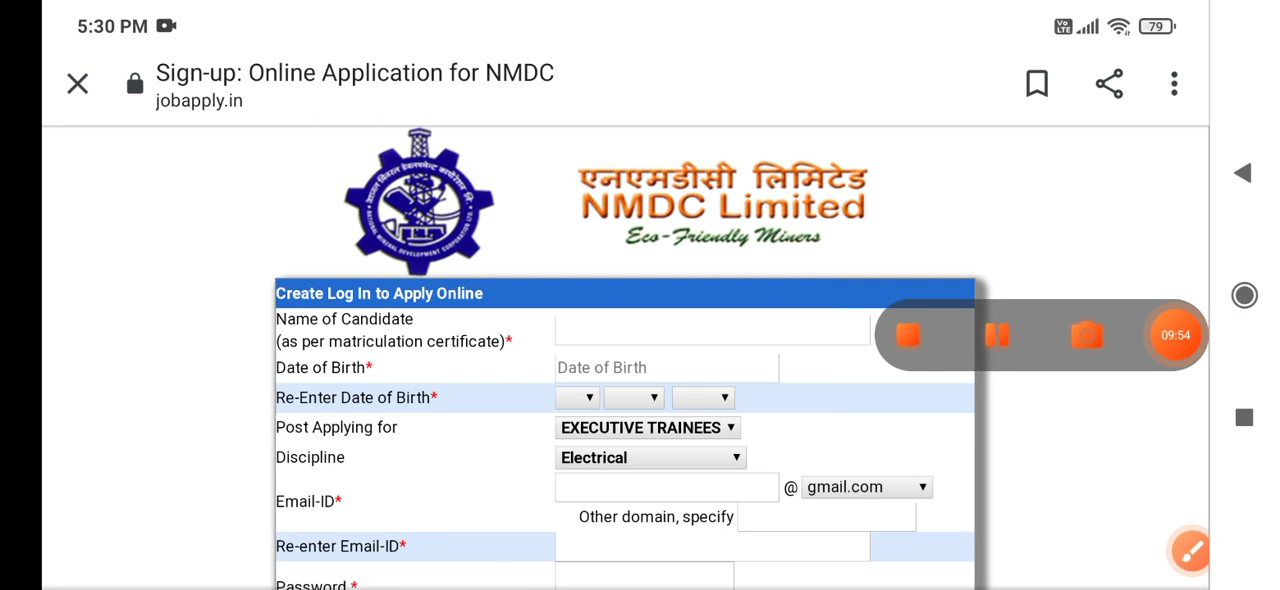 5:30 PM
Vo LTE
79
Sign-up: Online Application for NMDC
jobapply.in
एनएमडीसी लिमिटेड
NMDC Limited
Eco-Friendly Miners
Create Log In to Apply Online
Name of Candidate
(as per matriculation certificate)*
09:54
Date of Birth* Date of Birth
Re-Enter Date of Birth*
Post Applying for EXECUTIVE TRAINEES
Discipline Electrical
Email-ID* @ gmail.com
Other domain, specify
Re-enter Email-ID*
Password *